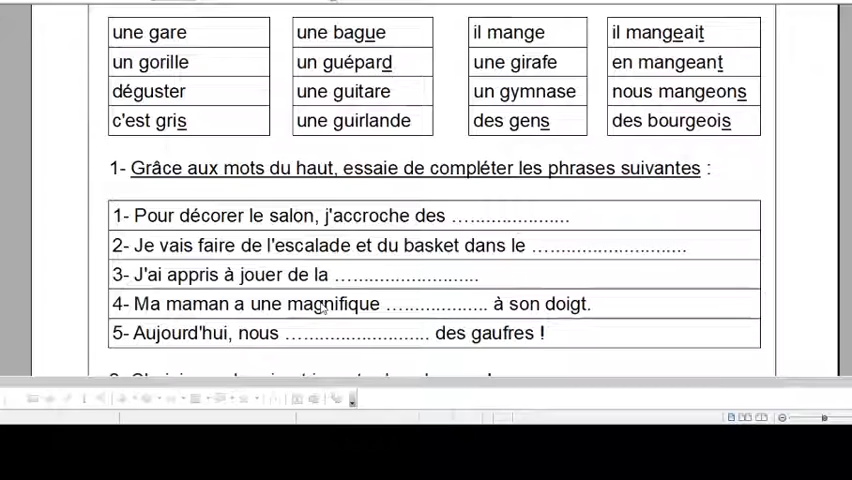 une gare une bague il mange il mangeait
un gorille un guépard une girafe en mangeant
déguster une guitare un gymnase nous mangeons
c'est gris une guirlande des gens des bourgeois
1- Grâce aux mots du haut, essaie de compléter les phrases suivantes :
1- Pour décorer le salon, j'accroche des .......................
2- Je vais faire de l'escalade et du basket dans le .............................
3- J'ai appris à jouer de la ...........................
4- Ma maman a une magnifique .................... à son doigt.
5- Aujourd'hui, nous ........................... des gaufres !